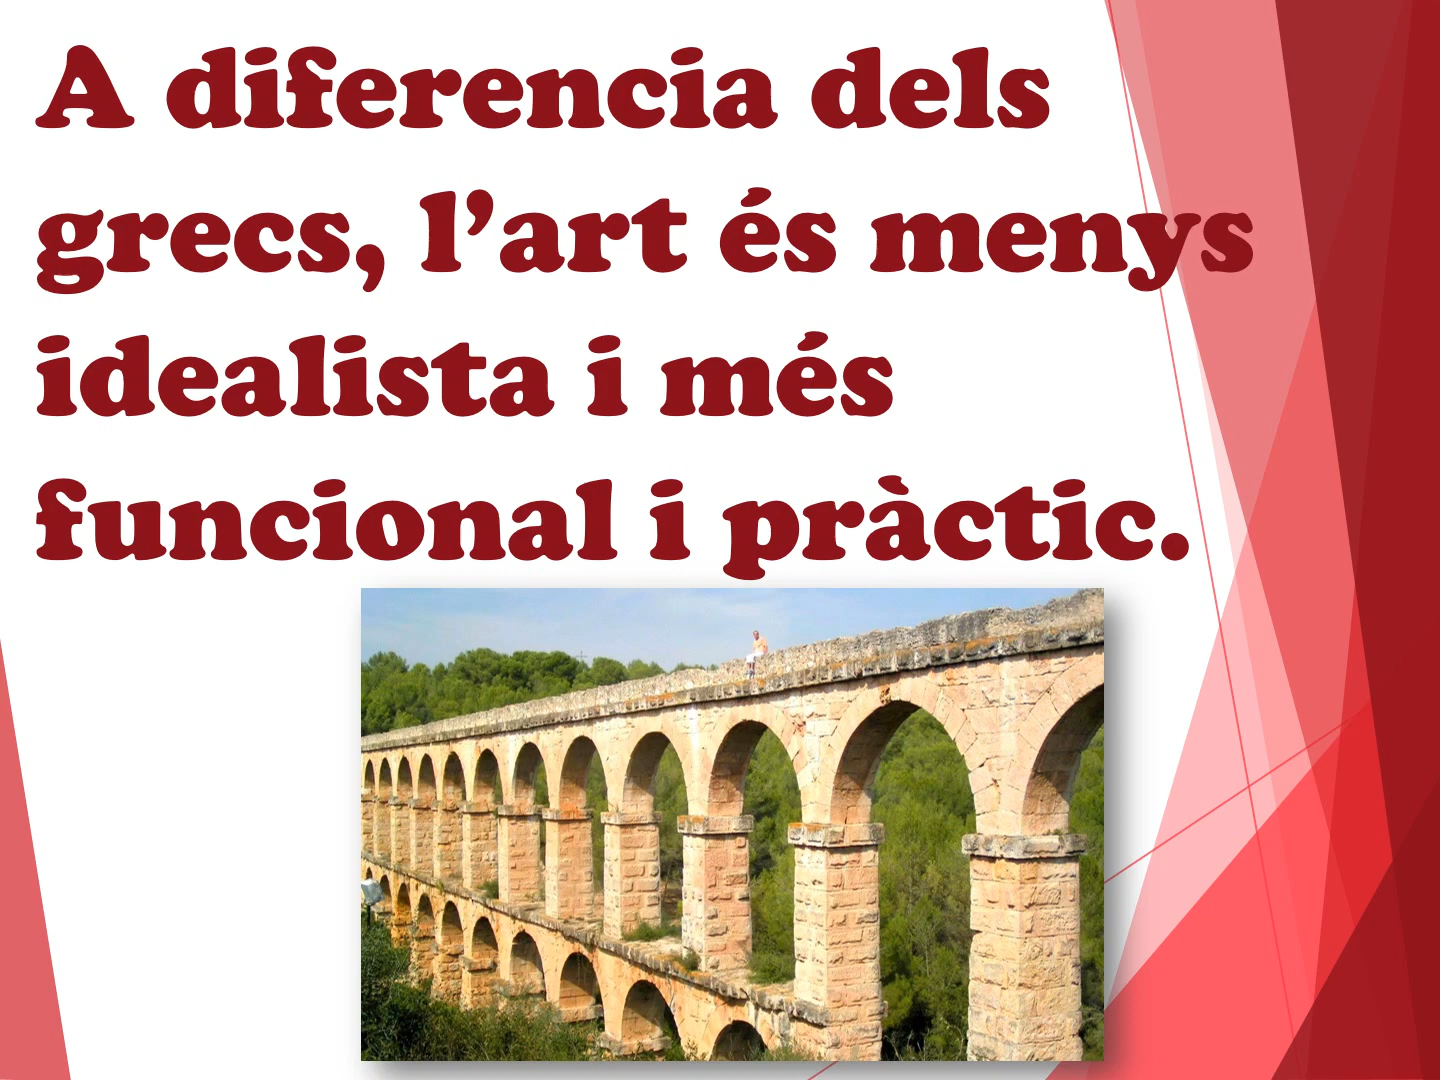 A diferencia dels
grecs, l’art és menys
idealista i més
funcional i pràctic.